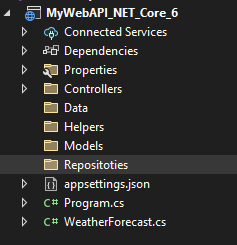 MyWebAPI_NET_Core_6
Connected Services
Dependencies
Properties
Controllers
Data
Helpers
Models
Repositoties
appsettings.json
C# Program.cs
C# WeatherForecast.cs